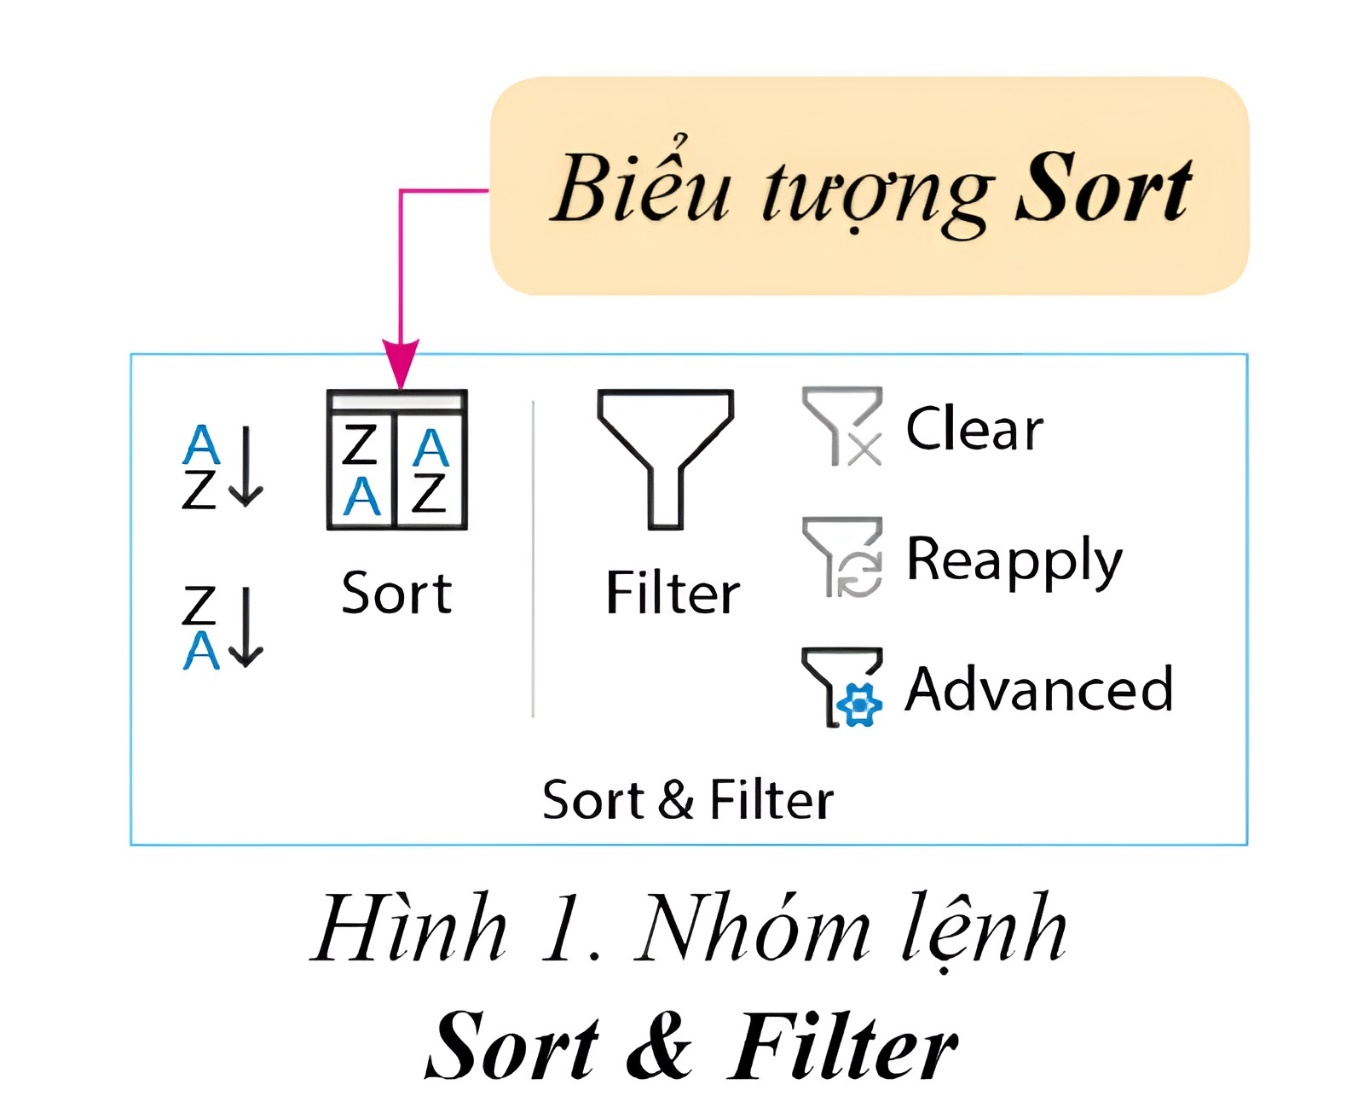 Biểu tượng Sort
A
Z
Z A
A Z
Sort
Z
A
Filter
Clear
Reapply
Advanced
Sort & Filter
Hình 1. Nhóm lệnh
Sort & Filter